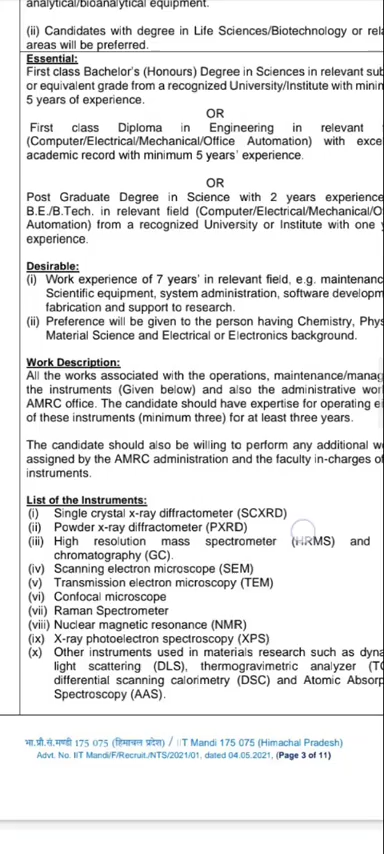 analytical/bioanalytical equipment.
(ii) Candidates with degree in Life Sciences/Biotechnology or
areas will be preferred.
Essential:
First class Bachelor's (Honours) Degree in Sciences in relevant
or equivalent grade from a recognized University/Institute with
5 years of experience.
OR
First class Diploma in Engineering in relevant
(Computer/Electrical/Mechanical/Office Automation) with
academic record with minimum 5 years' experience.
OR
Post Graduate Degree in Science with 2 years experience
B.E./B.Tech. in relevant field (Computer/Electrical/Mechanical/
Automation) from a recognized University or Institute with one
experience.
Desirable:
(i) Work experience of 7 years' in relevant field, e.g.
Scientific equipment, system administration, software
fabrication and support to research.
(ii) Preference will be given to the person having Chemistry,
Material Science and Electrical or Electronics background.
Work Description:
All the works associated with the operations,
the instruments (Given below) and also the administrative
AMRC office. The candidate should have expertise for operating
of these instruments (minimum three) for at least three years.
The candidate should also be willing to perform any additional
assigned by the AMRC administration and the faculty in-charges of
instruments.
List of the Instruments:
(i) Single crystal x-ray diffractometer (SCXRD)
(ii) Powder x-ray diffractometer (PXRD)
(iii) High resolution mass spectrometer (HRMS) and
chromatography (GC).
(iv) Scanning electron microscope (SEM)
(v) Transmission electron microscopy (TEM)
(vi) Confocal microscope
(vii) Raman Spectrometer
(viii) Nuclear magnetic resonance (NMR)
(ix) X-ray photoelectron spectroscopy (XPS)
(x) Other instruments used in materials research such as
light scattering (DLS), thermogravimetric analyzer
differential scanning calorimetry (DSC) and Atomic
Spectroscopy (AAS).
भा.प्रौ.सं.मण्डी 175 075 (हिमाचल प्रदेश) / IIT Mandi 175 075 (Himachal Pradesh)
Advt. No. IIT Mandi/F/Recruit./NTS/2021/01, dated 04.05.2021, (Page 3 of 11)